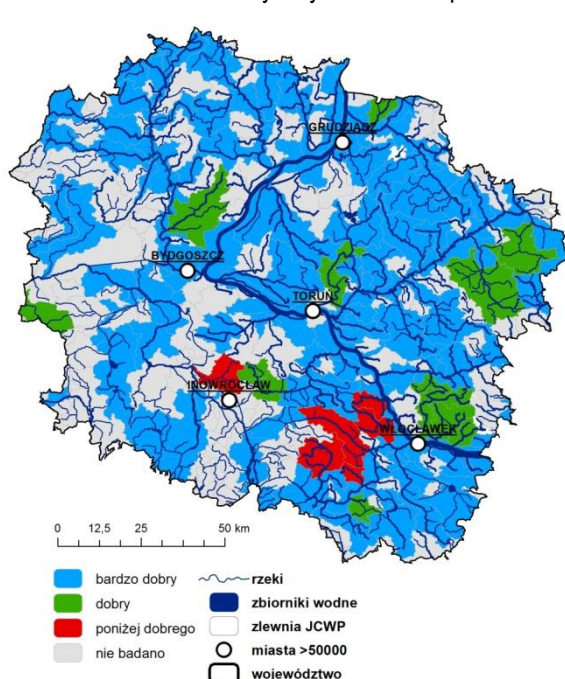 GRUDZIĄDZ
BYDGOSZCZ
TORUŃ
INOWROCŁAW
WŁOCŁAWEK
0 12,5 25 50 km
bardzo dobry
dobry
poniżej dobrego
nie badano
rzeki
zbiorniki wodne
zlewnia JCWP
miasta >50000
województwo